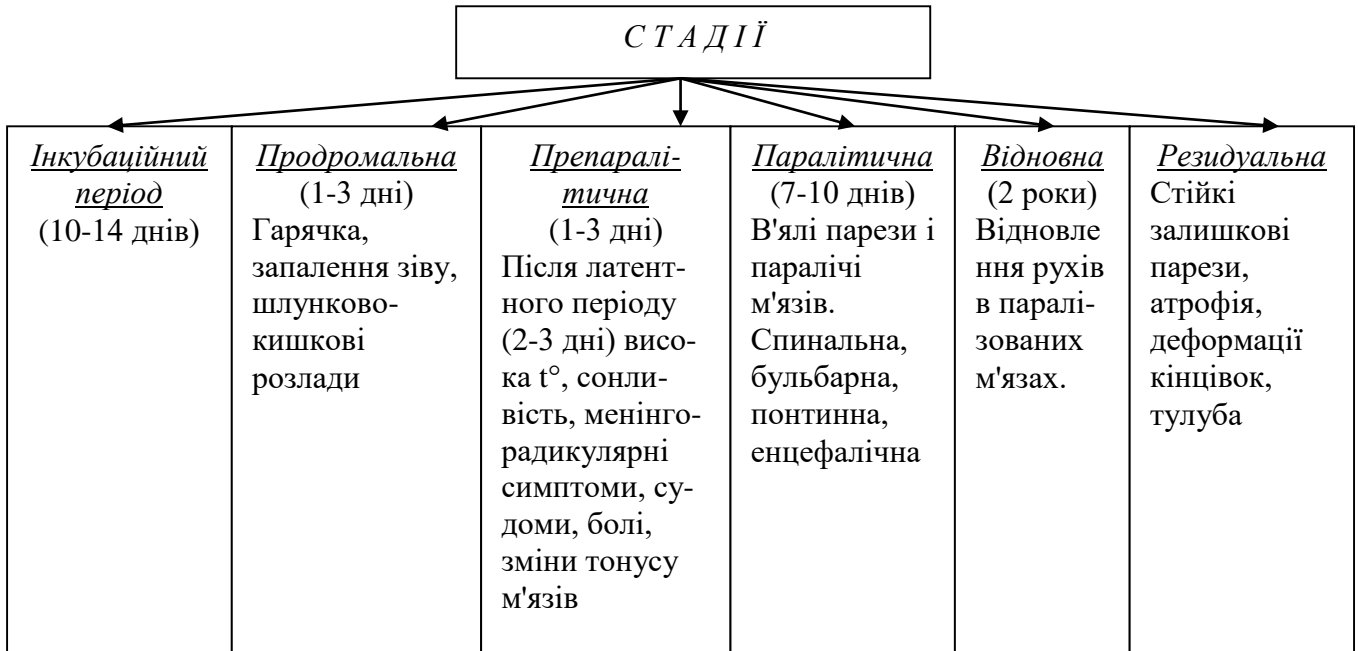 С Т А Д І Ї
Інкубаційний
період
(10-14 днів)
Продромальна
(1-3 дні)
Гарячка,
запалення зіву,
шлунково-
кишкові
розлади
Препаралі-
тична
(1-3 дні)
Після латент-
ного періоду
(2-3 дні) висо-
ка t°, сонли-
вість, менінго-
радикулярні
симптоми, су-
доми, болі,
зміни тонусу
м'язів
Паралітична
(7-10 днів)
В'ялі парези і
паралічі
м'язів.
Спинальна,
бульбарна,
понтинна,
енцефалічна
Відновна
(2 роки)
Відновле
ння рухів
в паралі-
зованих
м'язах.
Резидуальна
Стійкі
залишкові
парези,
атрофія,
деформації
кінцівок,
тулуба